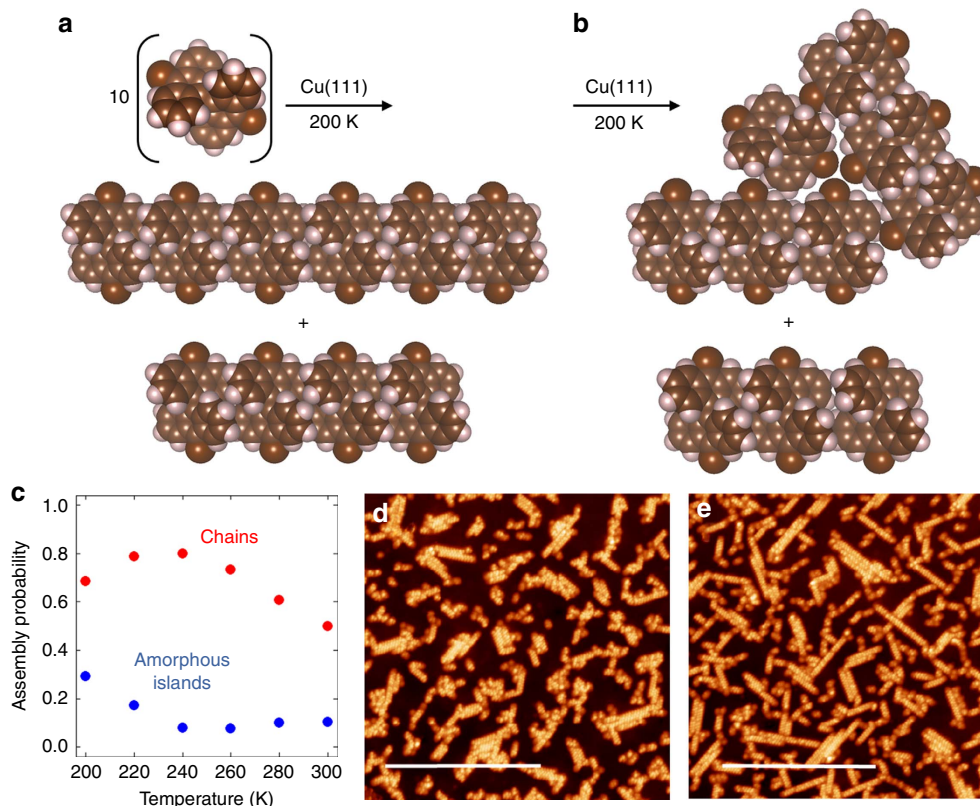 a
10
Cu(111)
200 K
+
b
Cu(111)
200 K
+
c
1.0
0.8
0.6
0.4
0.2
0.0
Assembly probability
Chains
Amorphous
islands
200 220 240 260 280 300
Temperature (K)
d
e